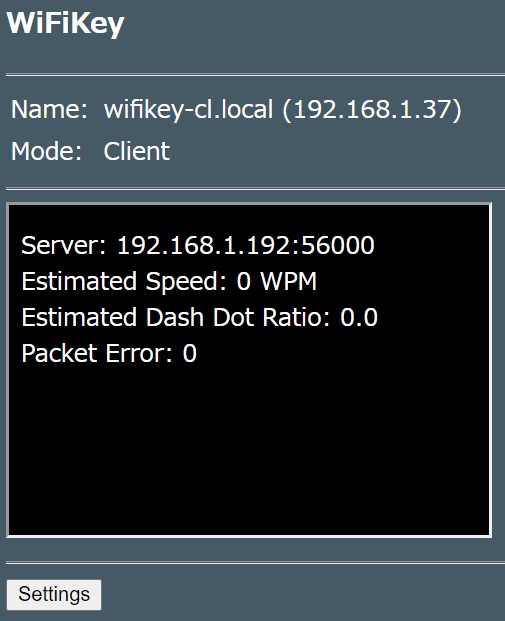 WiFiKey
Name: wifikey-cl.local (192.168.1.37)
Mode: Client
Server: 192.168.1.192:56000
Estimated Speed: 0 WPM
Estimated Dash Dot Ratio: 0.0
Packet Error: 0
Settings